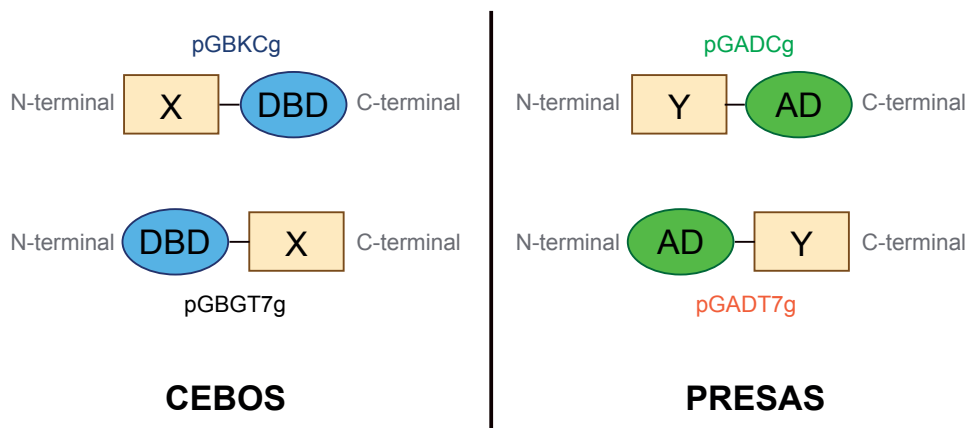 pGBKCg
N-terminal X DBD C-terminal
N-terminal DBD X C-terminal
pGBGT7g
CEBOS
pGADCg
N-terminal Y AD C-terminal
N-terminal AD Y C-terminal
pGADT7g
PRESAS